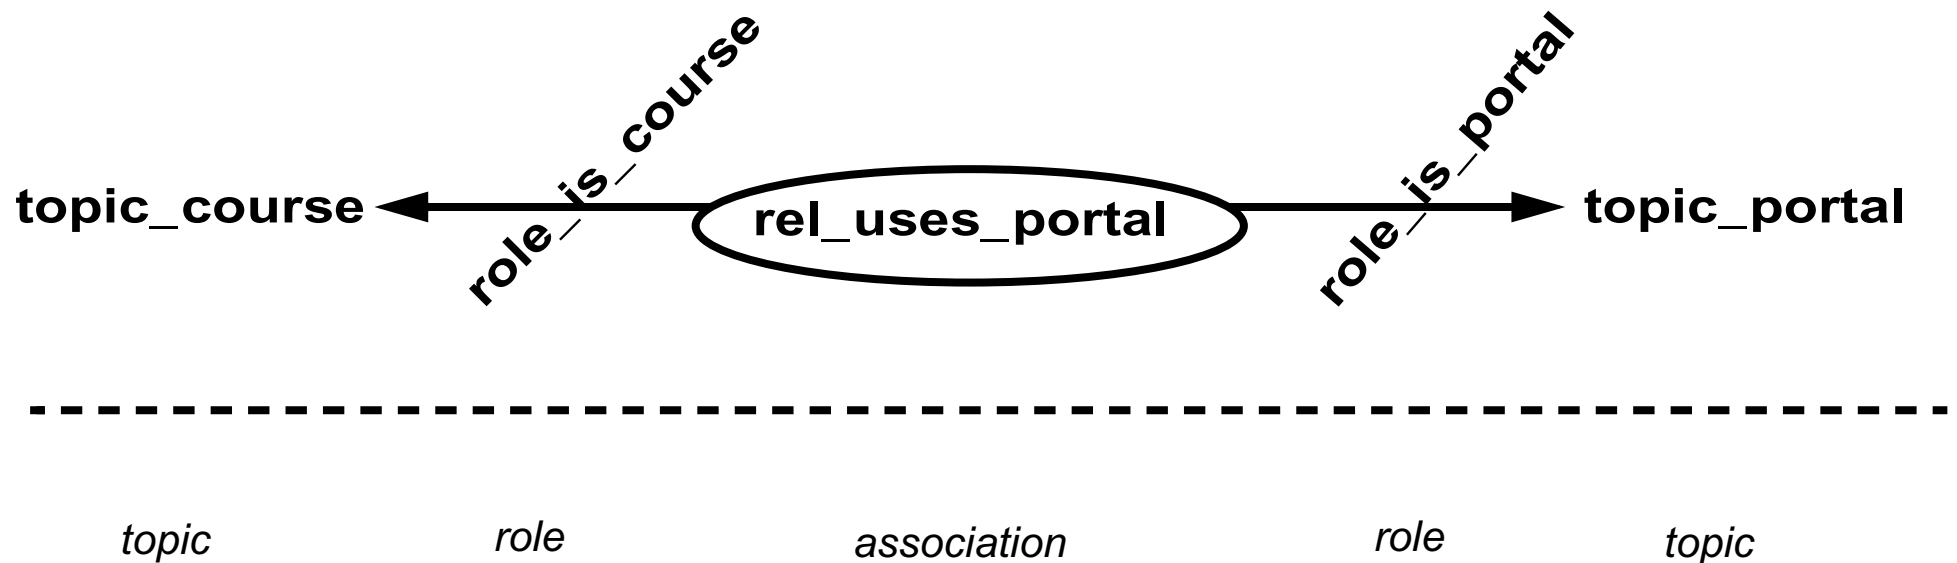 topic_course
role_is_course
rel_uses_portal
role_is_portal
topic_portal
topic
role
association
role
topic